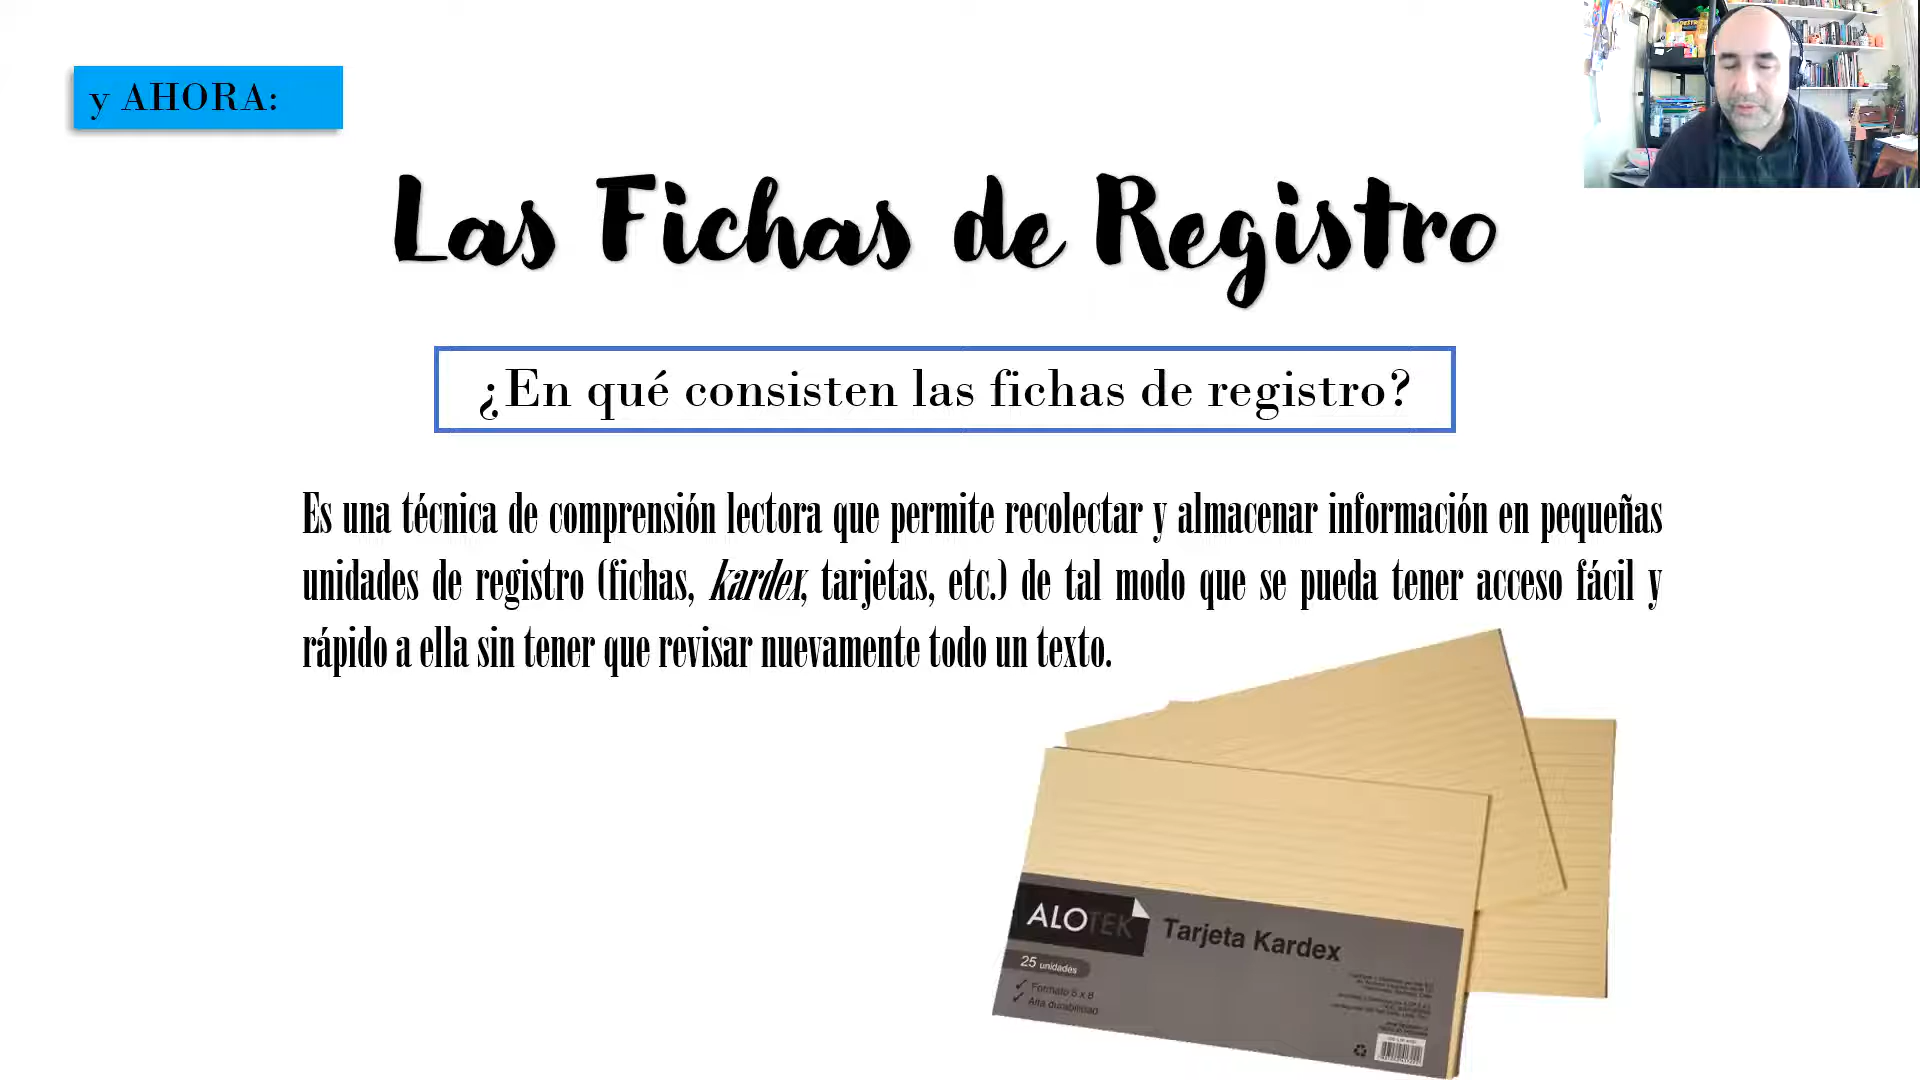 y AHORA:
Las Fichas de Registro
¿En qué consisten las fichas de registro?
Es una técnica de comprensión lectora que permite recolectar y almacenar información en pequeñas
unidades de registro (fichas, kardex, tarjetas, etc.) de tal modo que se pueda tener acceso fácil y
rápido a ella sin tener que revisar nuevamente todo un texto.
ALOTEK
Tarjeta Kardex
25 unidades
Formato 5 x 8
Alta durabilidad